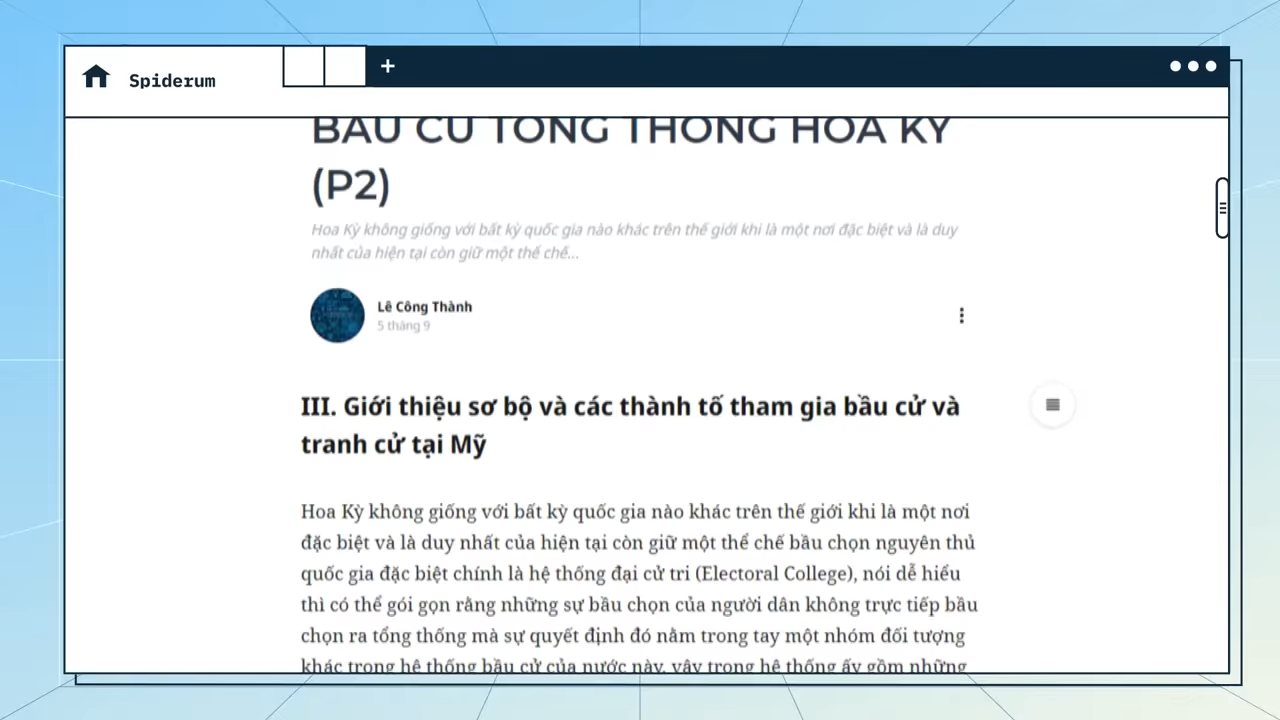 Spiderum
BẦU CỬ TỔNG THỐNG HOA KỲ
(P2)
Hoa Kỳ không giống với bất kỳ quốc gia nào khác trên thế giới khi là một nơi đặc biệt và là duy
nhất của hiện tại còn giữ một thể chế...
Lê Công Thành
5 tháng 9
III. Giới thiệu sơ bộ và các thành tố tham gia bầu cử và
tranh cử tại Mỹ
Hoa Kỳ không giống với bất kỳ quốc gia nào khác trên thế giới khi là một nơi
đặc biệt và là duy nhất của hiện tại còn giữ một thể chế bầu chọn nguyên thủ
quốc gia đặc biệt chính là hệ thống đại cử tri (Electoral College), nói dễ hiểu
thì có thể gói gọn rằng những sự bầu chọn của người dân không trực tiếp bầu
chọn ra tổng thống mà sự quyết định đó nằm trong tay một nhóm đối tượng
khác trong hệ thống bầu cử của nước này, vậy trong hệ thống ấy gồm những